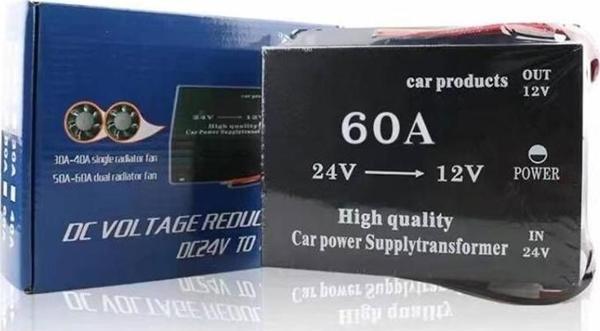 30A-40A single radiator fan
50A-60A dual radiator fan
24V 12V
High quality
Car Power Supplytransformer
DC VOLTAGE REDUC
DC24V TO
car products
OUT
12V
60A
24V → 12V
POWER
High quality
Car power Supplytransformer
IN
24V